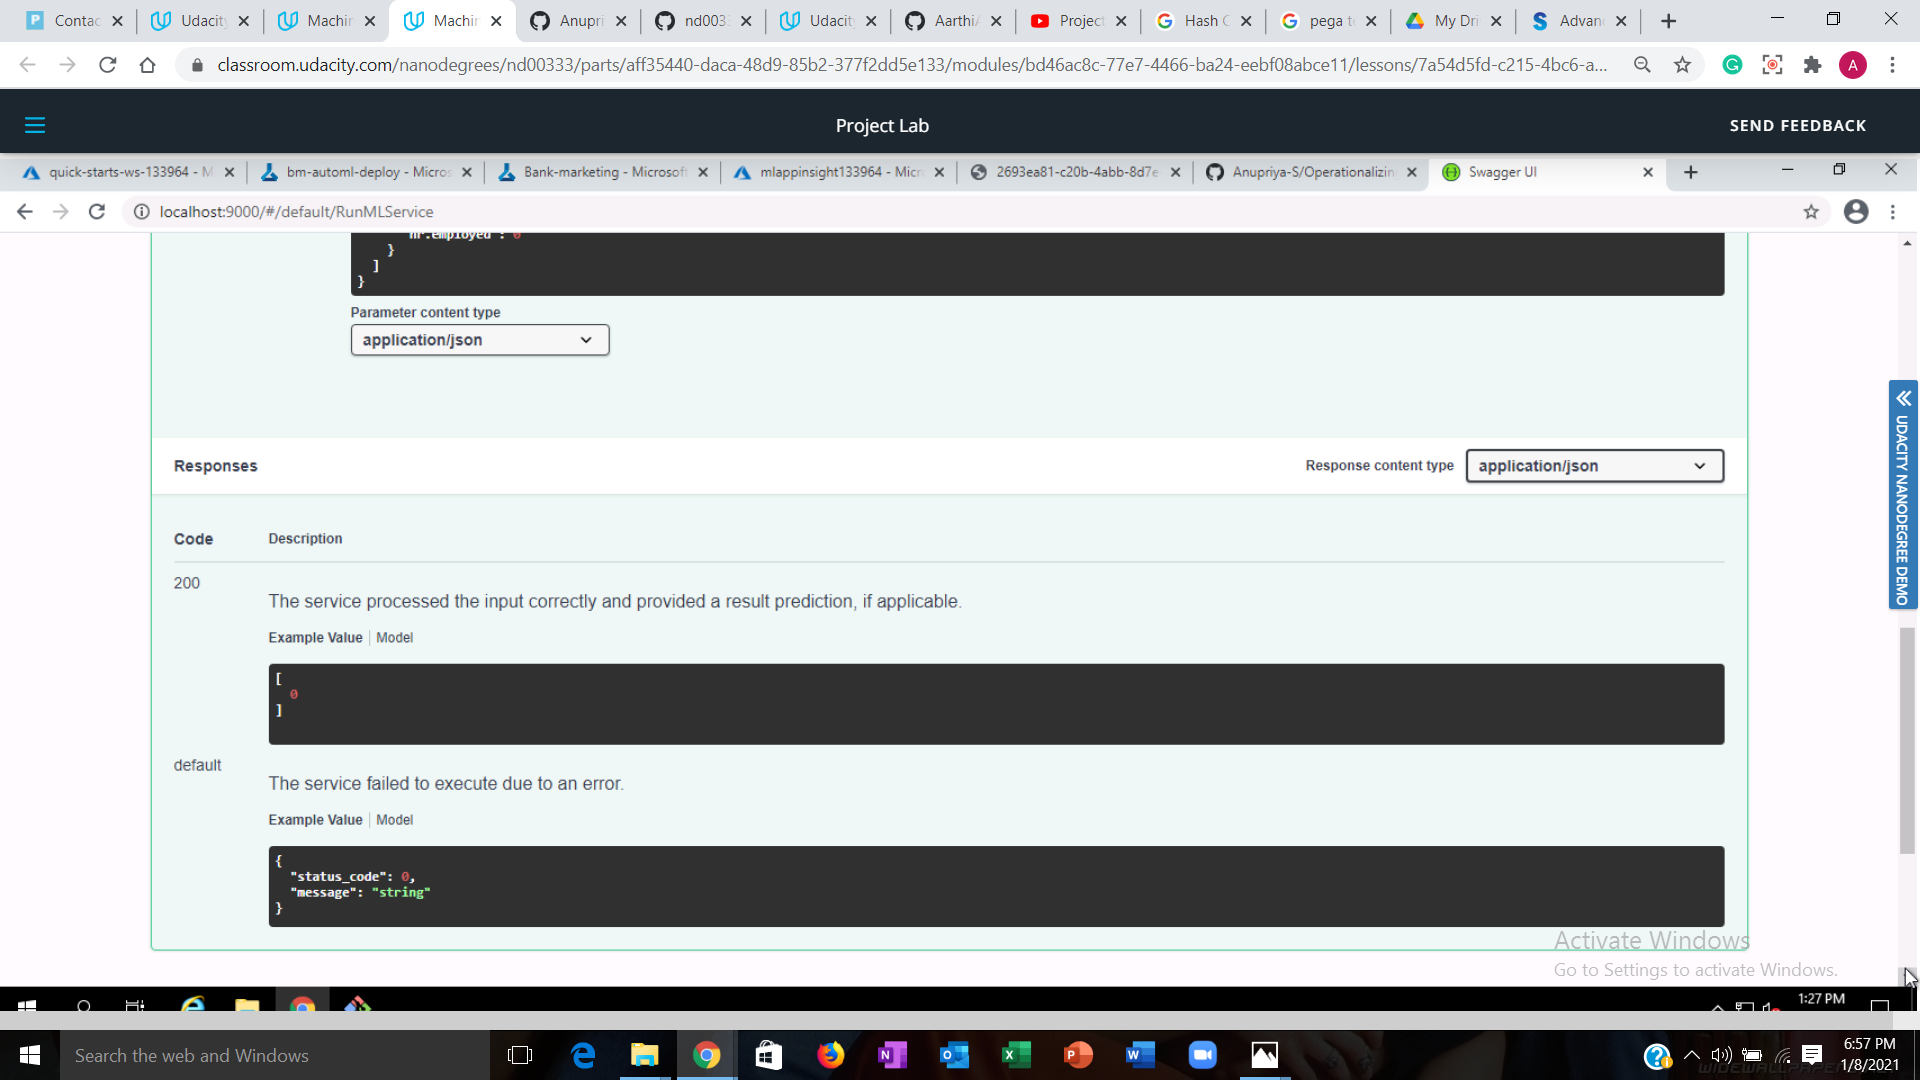 Contac
Udacity
Machin
Machin
Anupri
nd0033
Udacity
AarthiA
Project
Hash C
pega te
My Dri
Advan
classroom.udacity.com/nanodegrees/nd00333/parts/aff35440-daca-48d9-85b2-377f2dd5e133/modules/bd46ac8c-77e7-4466-ba24-eebf08abce11/lessons/7a54d5fd-c215-4bc6-a...
A
Project Lab
SEND FEEDBACK
quick-starts-ws-133964 - M
bm-automl-deploy - Micros
Bank-marketing - Microsoft
mlappinsight133964 - Micr
2693ea81-c20b-4abb-8d7e
Anupriya-S/Operationalizin
Swagger UI
localhost:9000/#/default/RunMLService
nr.employed": 0
}
]
}
Parameter content type
application/json
Responses
Response content type
application/json
Code
Description
200
The service processed the input correctly and provided a result prediction, if applicable.
Example Value | Model
[
0
]
default
The service failed to execute due to an error.
Example Value | Model
{
"status_code": 0,
"message": "string"
}
UDACITY NANODEGREE DEMO
Activate Windows
Go to Settings to activate Windows.
1:27 PM
Search the web and Windows
6:57 PM
1/8/2021